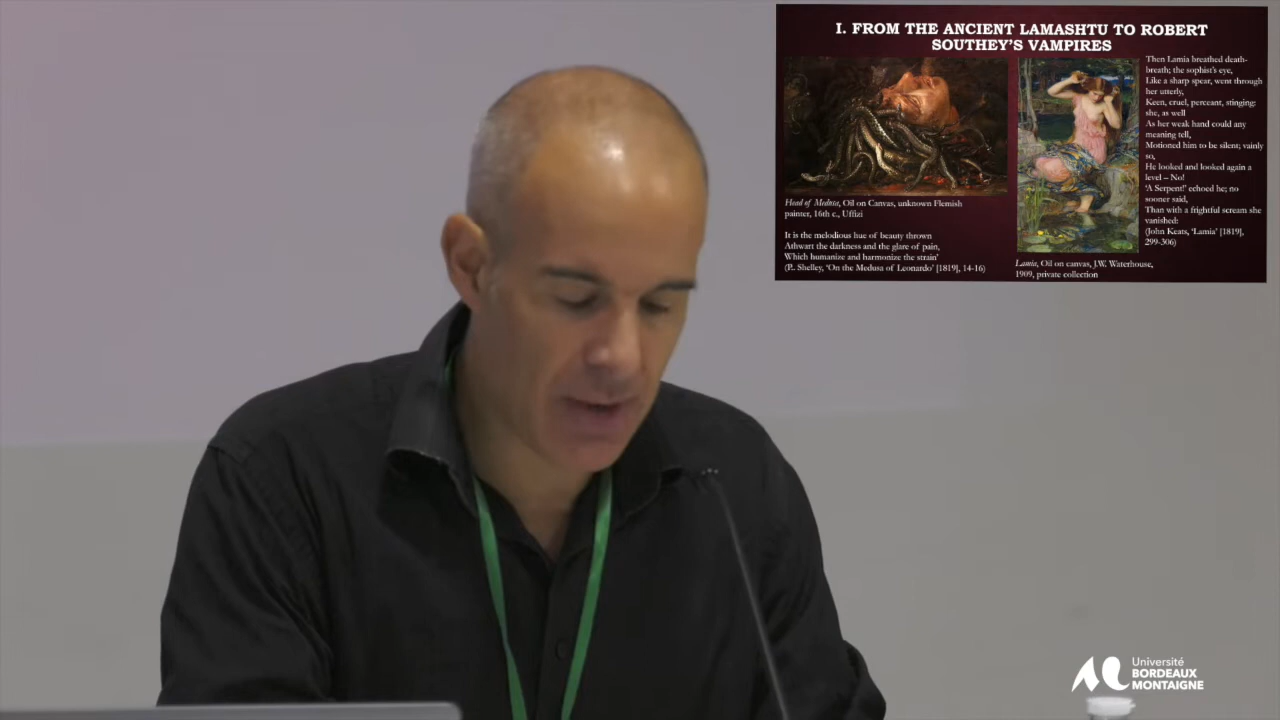 I. FROM THE ANCIENT LAMASHTU TO ROBERT
SOUTHEY'S VAMPIRES
Head of Medusa, Oil on Canvas, unknown Flemish
painter, 16th c., Uffizi
It is the melodious hue of beauty thrown
Athwart the darkness and the glare of pain,
Which humanize and harmonize the strain'
(P.. Shelley, 'On the Medusa of Leonardo' [1819], 14-16)
Lamia, Oil on canvas, J.W. Waterhouse,
1909, private collection
Then Lamia breathed death-
breath; the sophist's eye,
Like a sharp spear, went through
her utterly,
Keen, cruel, perceant, stinging:
she, as well
As her weak hand could any
meaning tell,
Motioned him to be silent; vainly
so,
He looked and looked again a
level – No!
'A Serpent!' echoed he; no
sooner said,
Than with a frightful scream she
vanished:
(John Keats, 'Lamia' [1819],
299-306)
Université
BORDEAUX
MONTAIGNE